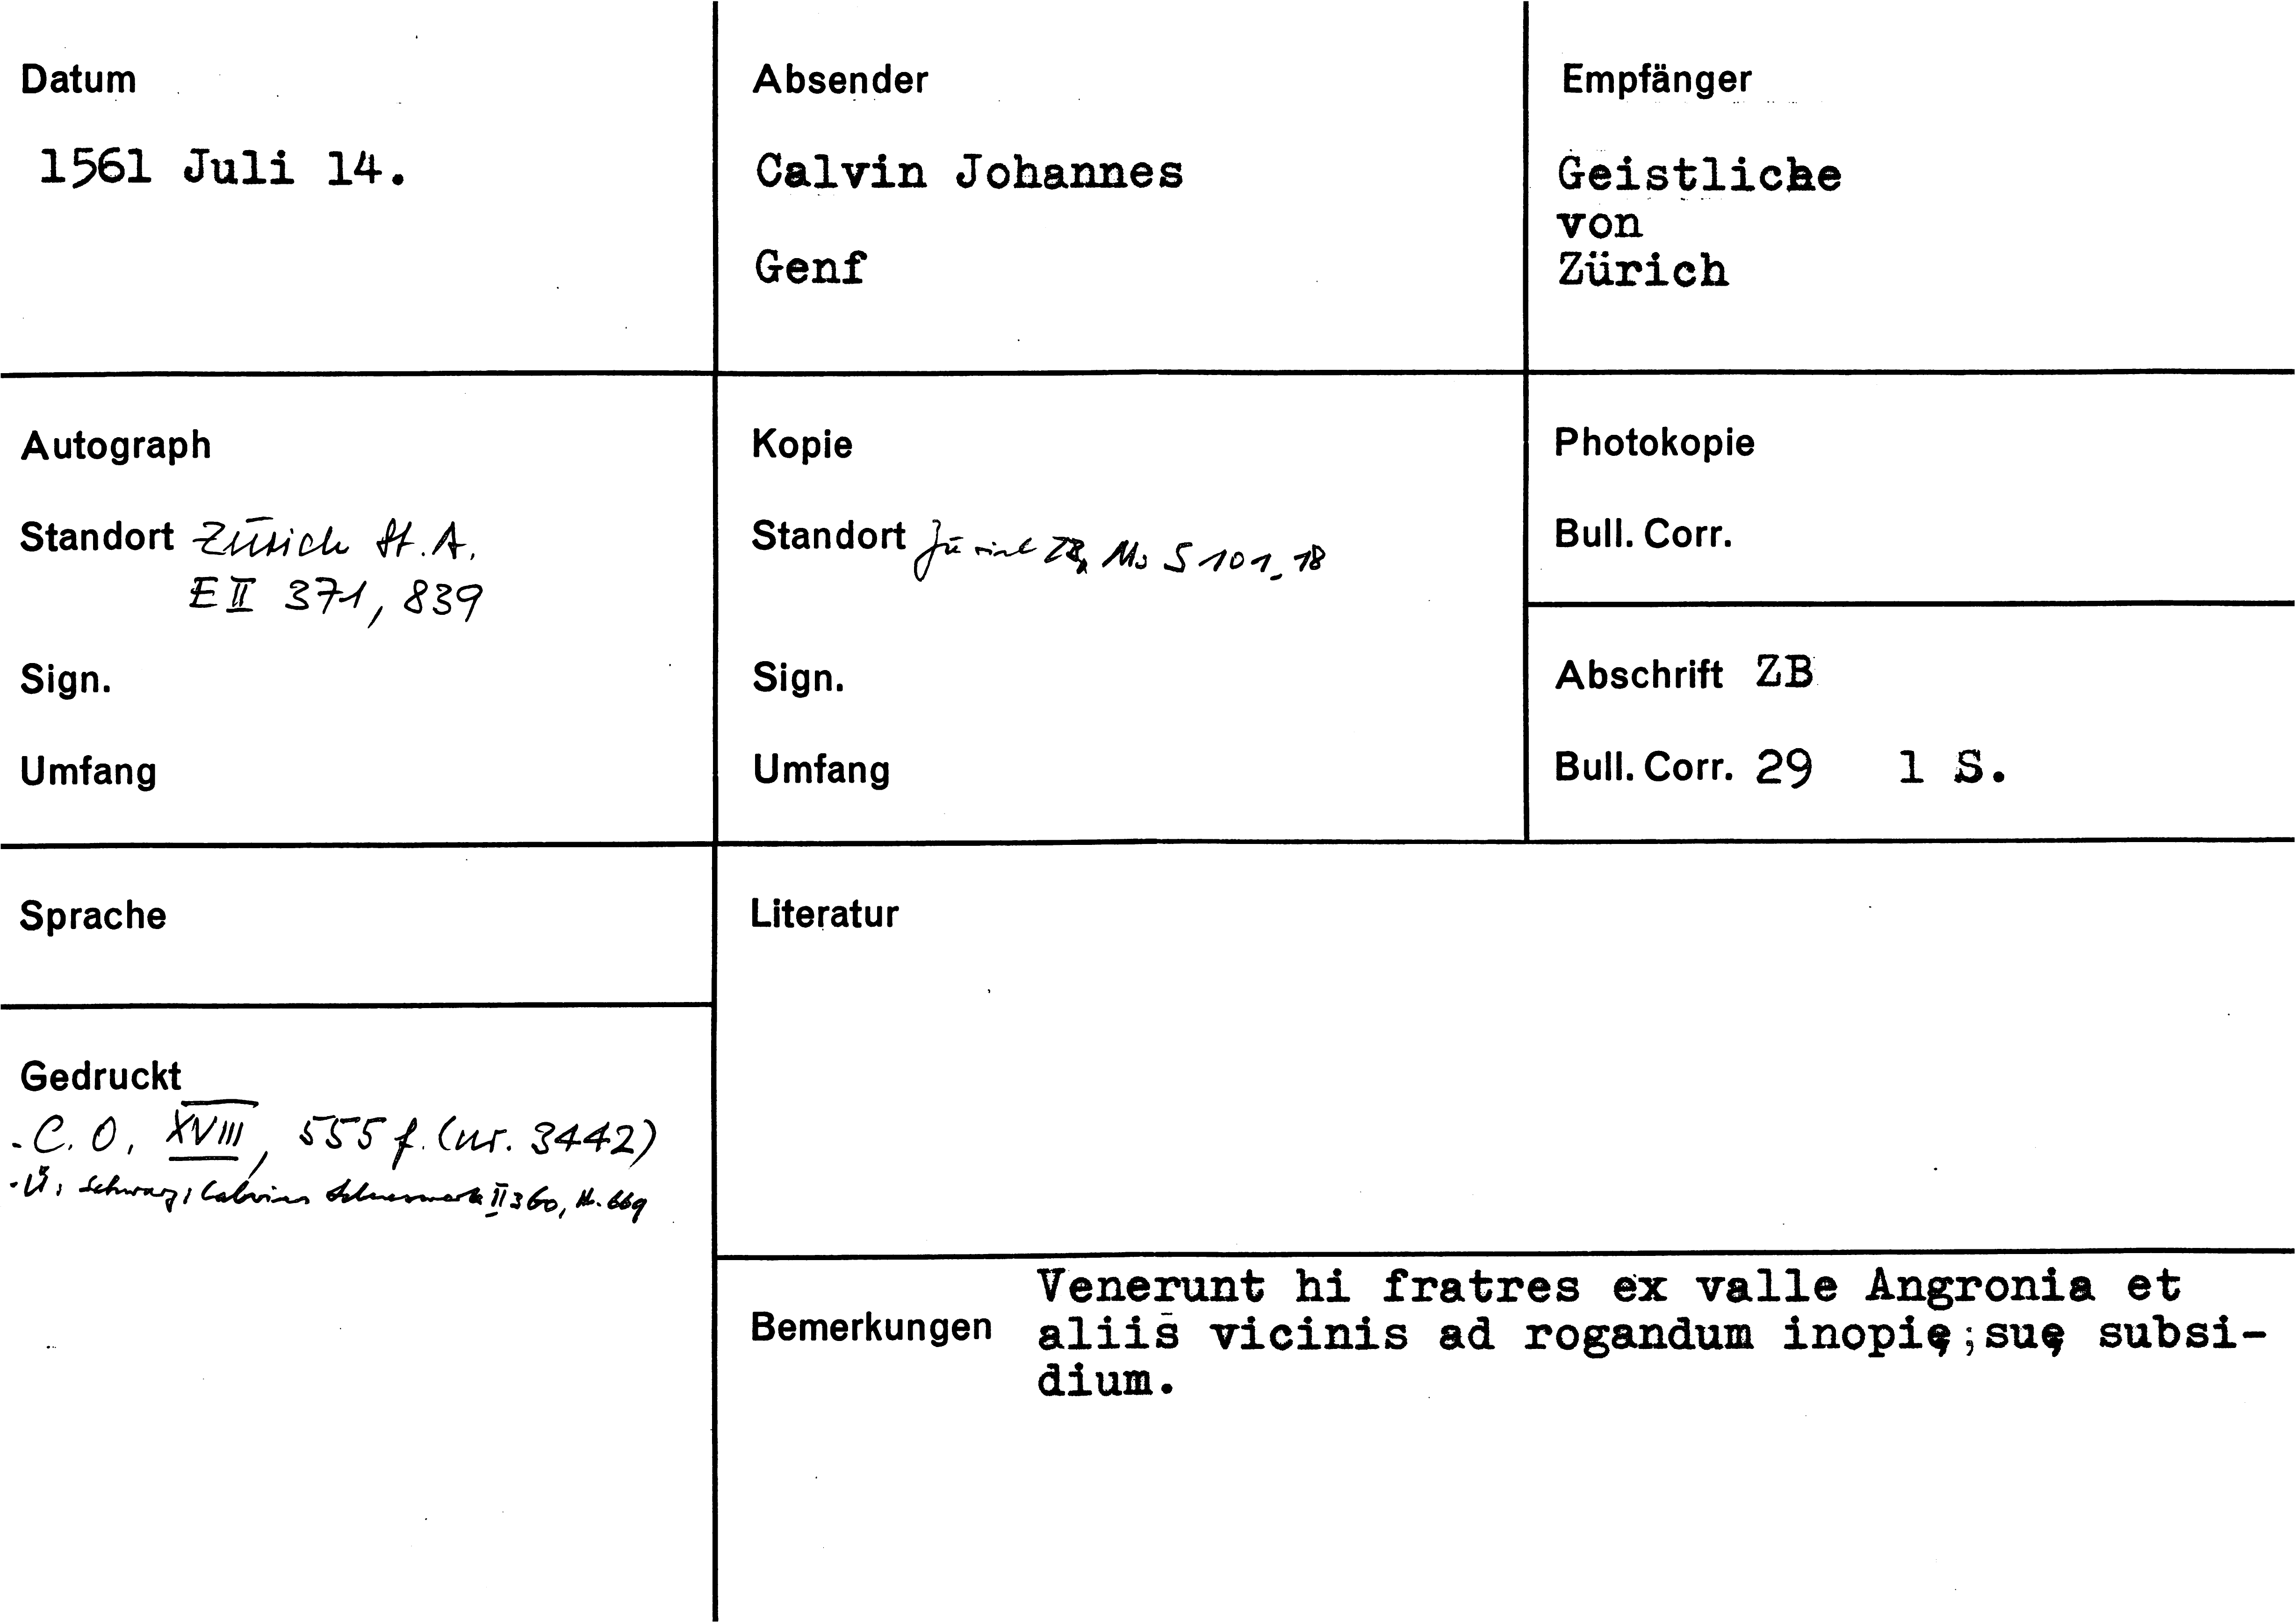 Datum
1561 Juli 14.
Absender
Calvin Johannes
Genf
Empfänger
Geistliche
von
Zürich
Autograph
Standort Zürich St. A.
E II 371, 839
Sign.
Umfang
Kopie
Standort Zürich ZB, Ms S 101, 18
Sign.
Umfang
Photokopie
Bull. Corr.
Abschrift ZB
Bull. Corr. 29 1 S.
Sprache
Literatur
Gedruckt
- C. O. XVIII, 555 f. (nr. 3442)
- Ü: Schwarz, Calvins Lebenswerk II 360, Nr. 669
Bemerkungen
Venerunt hi fratres ex valle Angronia et
aliis vicinis ad rogandum inopię;suę subsi-
dium.